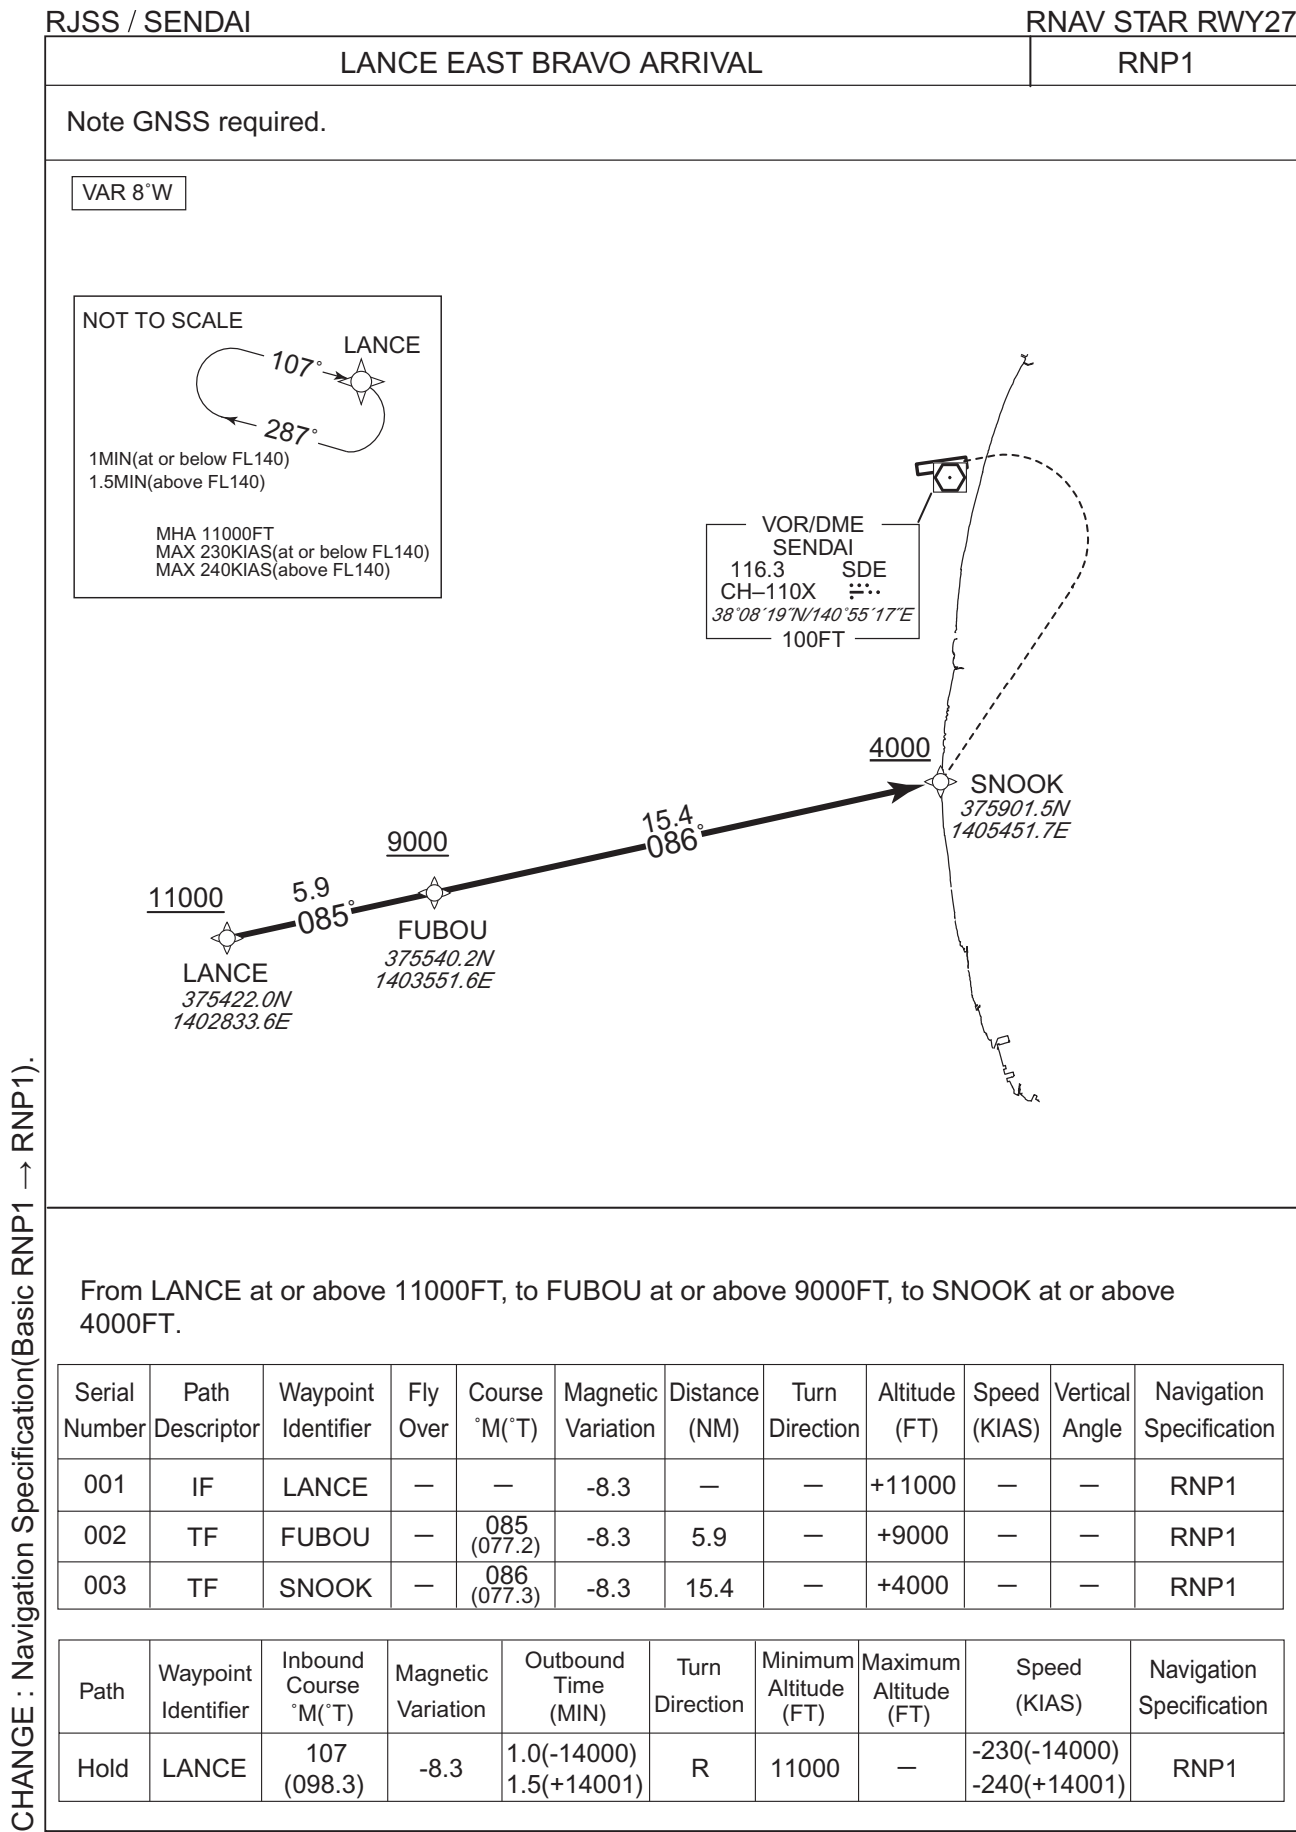 RJSS / SENDAI
RNAV STAR RWY27
LANCE EAST BRAVO ARRIVAL
RNP1
Note GNSS required.
VAR 8˚W
NOT TO SCALE
LANCE
107˚
287˚
1MIN(at or below FL140)
1.5MIN(above FL140)
MHA 11000FT
MAX 230KIAS(at or below FL140)
MAX 240KIAS(above FL140)
VOR/DME
SENDAI
116.3 SDE
CH–110X
38˚08´19˝N/140˚55´17˝E
100FT
4000
SNOOK
375901.5N
1405451.7E
15.4
086˚
9000
FUBOU
375540.2N
1403551.6E
5.9
085˚
11000
LANCE
375422.0N
1402833.6E
From LANCE at or above 11000FT, to FUBOU at or above 9000FT, to SNOOK at or above
4000FT.
Serial Path Waypoint Fly Course Magnetic Distance Turn Altitude Speed Vertical Navigation
Number Descriptor Identifier Over ˚M(˚T) Variation (NM) Direction (FT) (KIAS) Angle Specification
001 IF LANCE — — -8.3 — — +11000 — — RNP1
002 TF FUBOU — 085 (077.2) -8.3 5.9 — +9000 — — RNP1
003 TF SNOOK — 086 (077.3) -8.3 15.4 — +4000 — — RNP1
Path Waypoint Identifier Inbound Course ˚M(˚T) Magnetic Variation Outbound Time (MIN) Turn Direction Minimum Altitude (FT) Maximum Altitude (FT) Speed (KIAS) Navigation Specification
Hold LANCE 107 (098.3) -8.3 1.0(-14000) 1.5(+14001) R 11000 — -230(-14000) -240(+14001) RNP1
CHANGE : Navigation Specification(Basic RNP1 → RNP1).